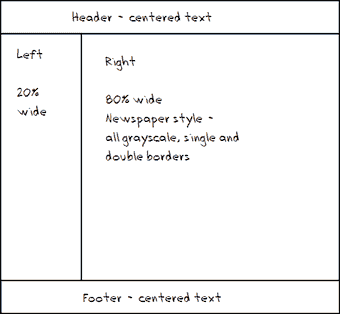 Header - centered text
Left
20%
wide
Right
80% wide
Newspaper style -
all grayscale, single and
double borders
Footer - centered text